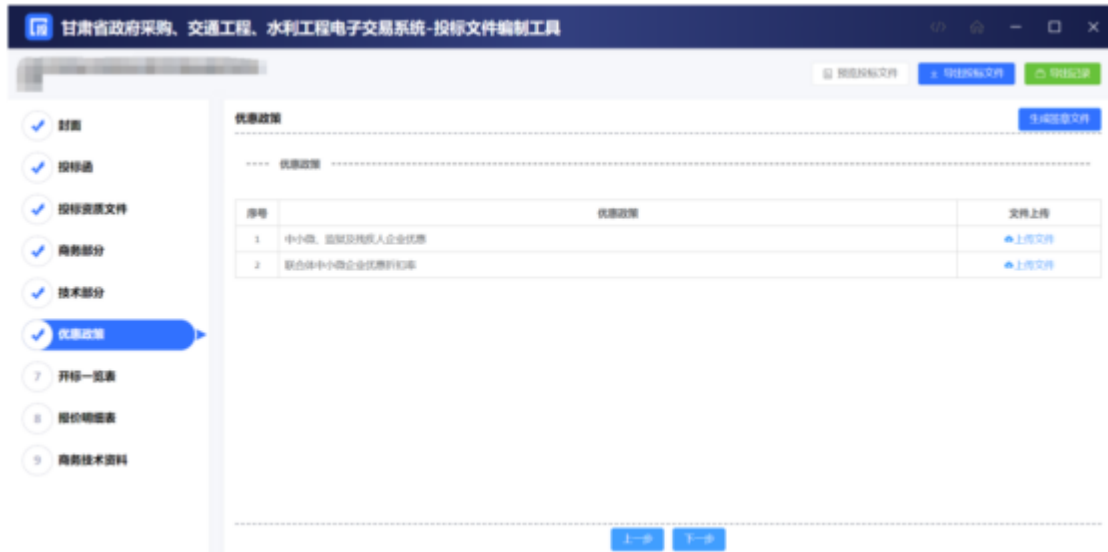 甘肃省政府采购、交通工程、水利工程电子交易系统-投标文件编制工具
预览投标文件
导出投标文件
导出记录
封面
投标函
投标资质文件
商务部分
技术部分
优惠政策
7 开标一览表
8 报价明细表
9 商务技术资料
优惠政策
生成签章文件
优惠政策
序号 优惠政策 文件上传
1 中小微、监狱及残疾人企业优惠 上传文件
2 联合体中小微企业优惠折扣率 上传文件
上一步 下一步